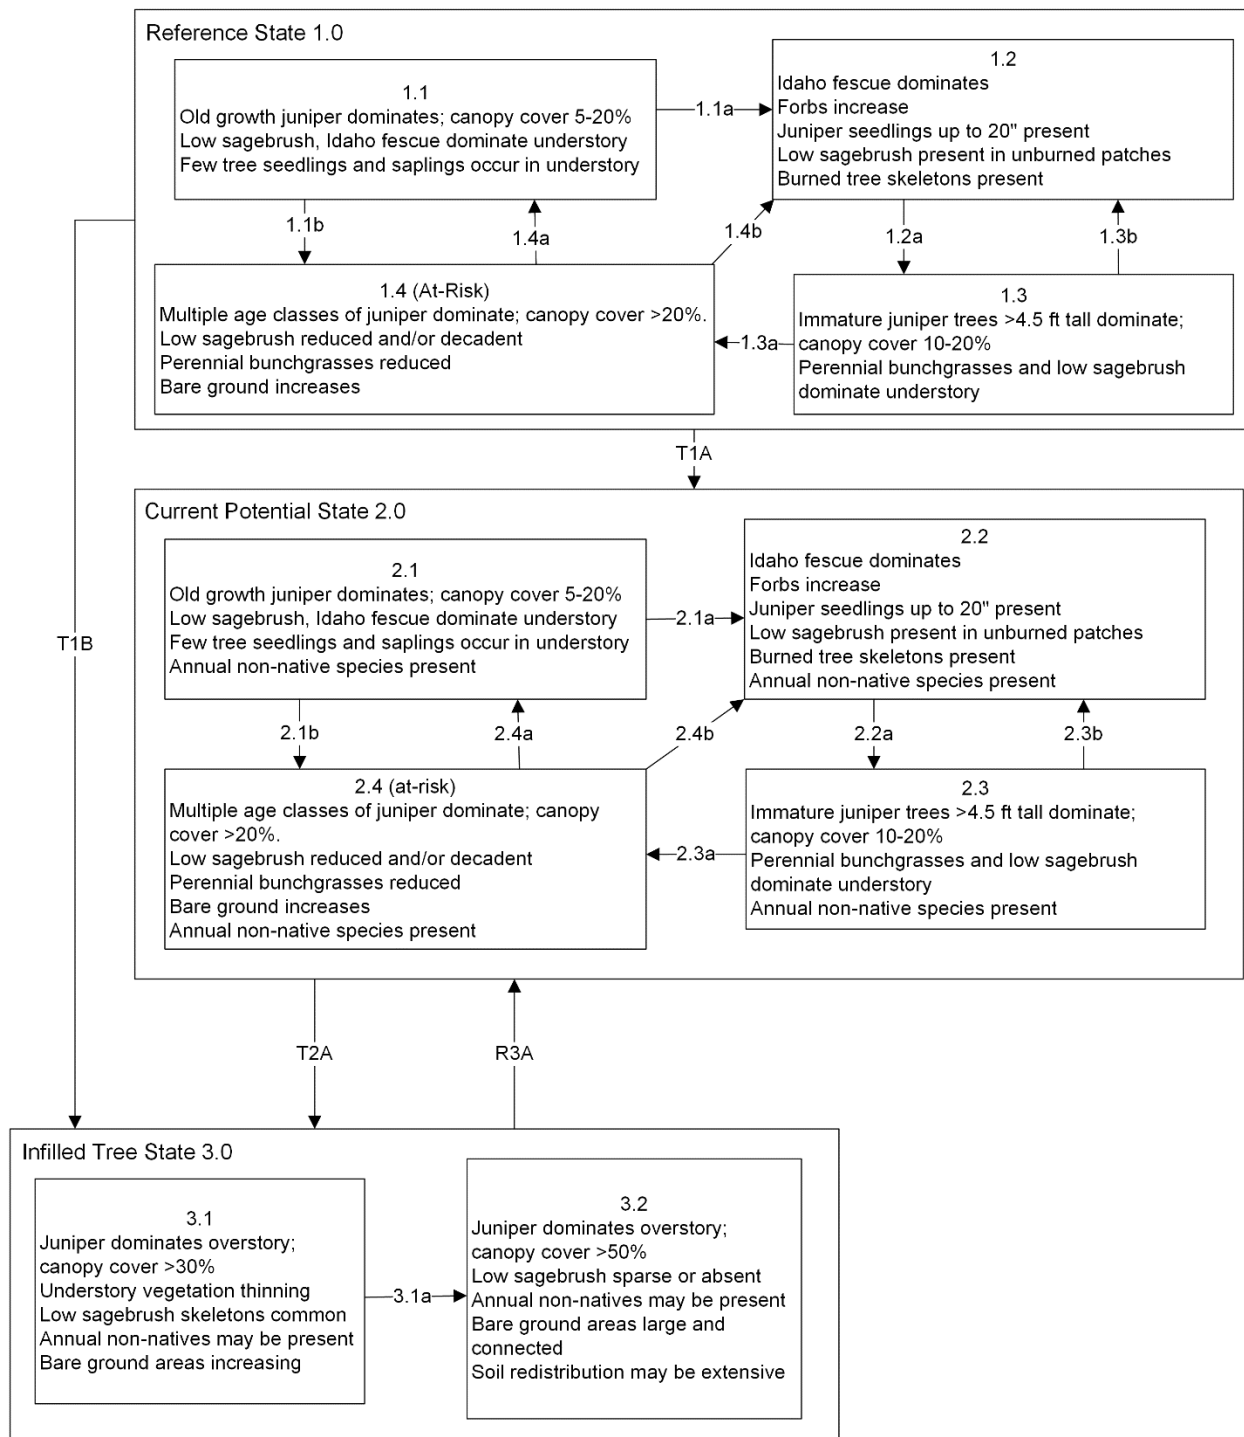 Reference State 1.0
1.1
Old growth juniper dominates; canopy cover 5-20%
Low sagebrush, Idaho fescue dominate understory
Few tree seedlings and saplings occur in understory
1.1a
1.2
Idaho fescue dominates
Forbs increase
Juniper seedlings up to 20" present
Low sagebrush present in unburned patches
Burned tree skeletons present
1.1b
1.4a
1.4b
1.2a
1.3b
1.4 (At-Risk)
Multiple age classes of juniper dominate; canopy cover >20%.
Low sagebrush reduced and/or decadent
Perennial bunchgrasses reduced
Bare ground increases
1.3a
1.3
Immature juniper trees >4.5 ft tall dominate;
canopy cover 10-20%
Perennial bunchgrasses and low sagebrush
dominate understory
T1A
T1B
Current Potential State 2.0
2.1
Old growth juniper dominates; canopy cover 5-20%
Low sagebrush, Idaho fescue dominate understory
Few tree seedlings and saplings occur in understory
Annual non-native species present
2.1a
2.2
Idaho fescue dominates
Forbs increase
Juniper seedlings up to 20" present
Low sagebrush present in unburned patches
Burned tree skeletons present
Annual non-native species present
2.1b
2.4a
2.4b
2.2a
2.3b
2.4 (at-risk)
Multiple age classes of juniper dominate; canopy
cover >20%.
Low sagebrush reduced and/or decadent
Perennial bunchgrasses reduced
Bare ground increases
Annual non-native species present
2.3a
2.3
Immature juniper trees >4.5 ft tall dominate;
canopy cover 10-20%
Perennial bunchgrasses and low sagebrush
dominate understory
Annual non-native species present
T2A
R3A
Infilled Tree State 3.0
3.1
Juniper dominates overstory;
canopy cover >30%
Understory vegetation thinning
Low sagebrush skeletons common
Annual non-natives may be present
Bare ground areas increasing
3.1a
3.2
Juniper dominates overstory;
canopy cover >50%
Low sagebrush sparse or absent
Annual non-natives may be present
Bare ground areas large and
connected
Soil redistribution may be extensive